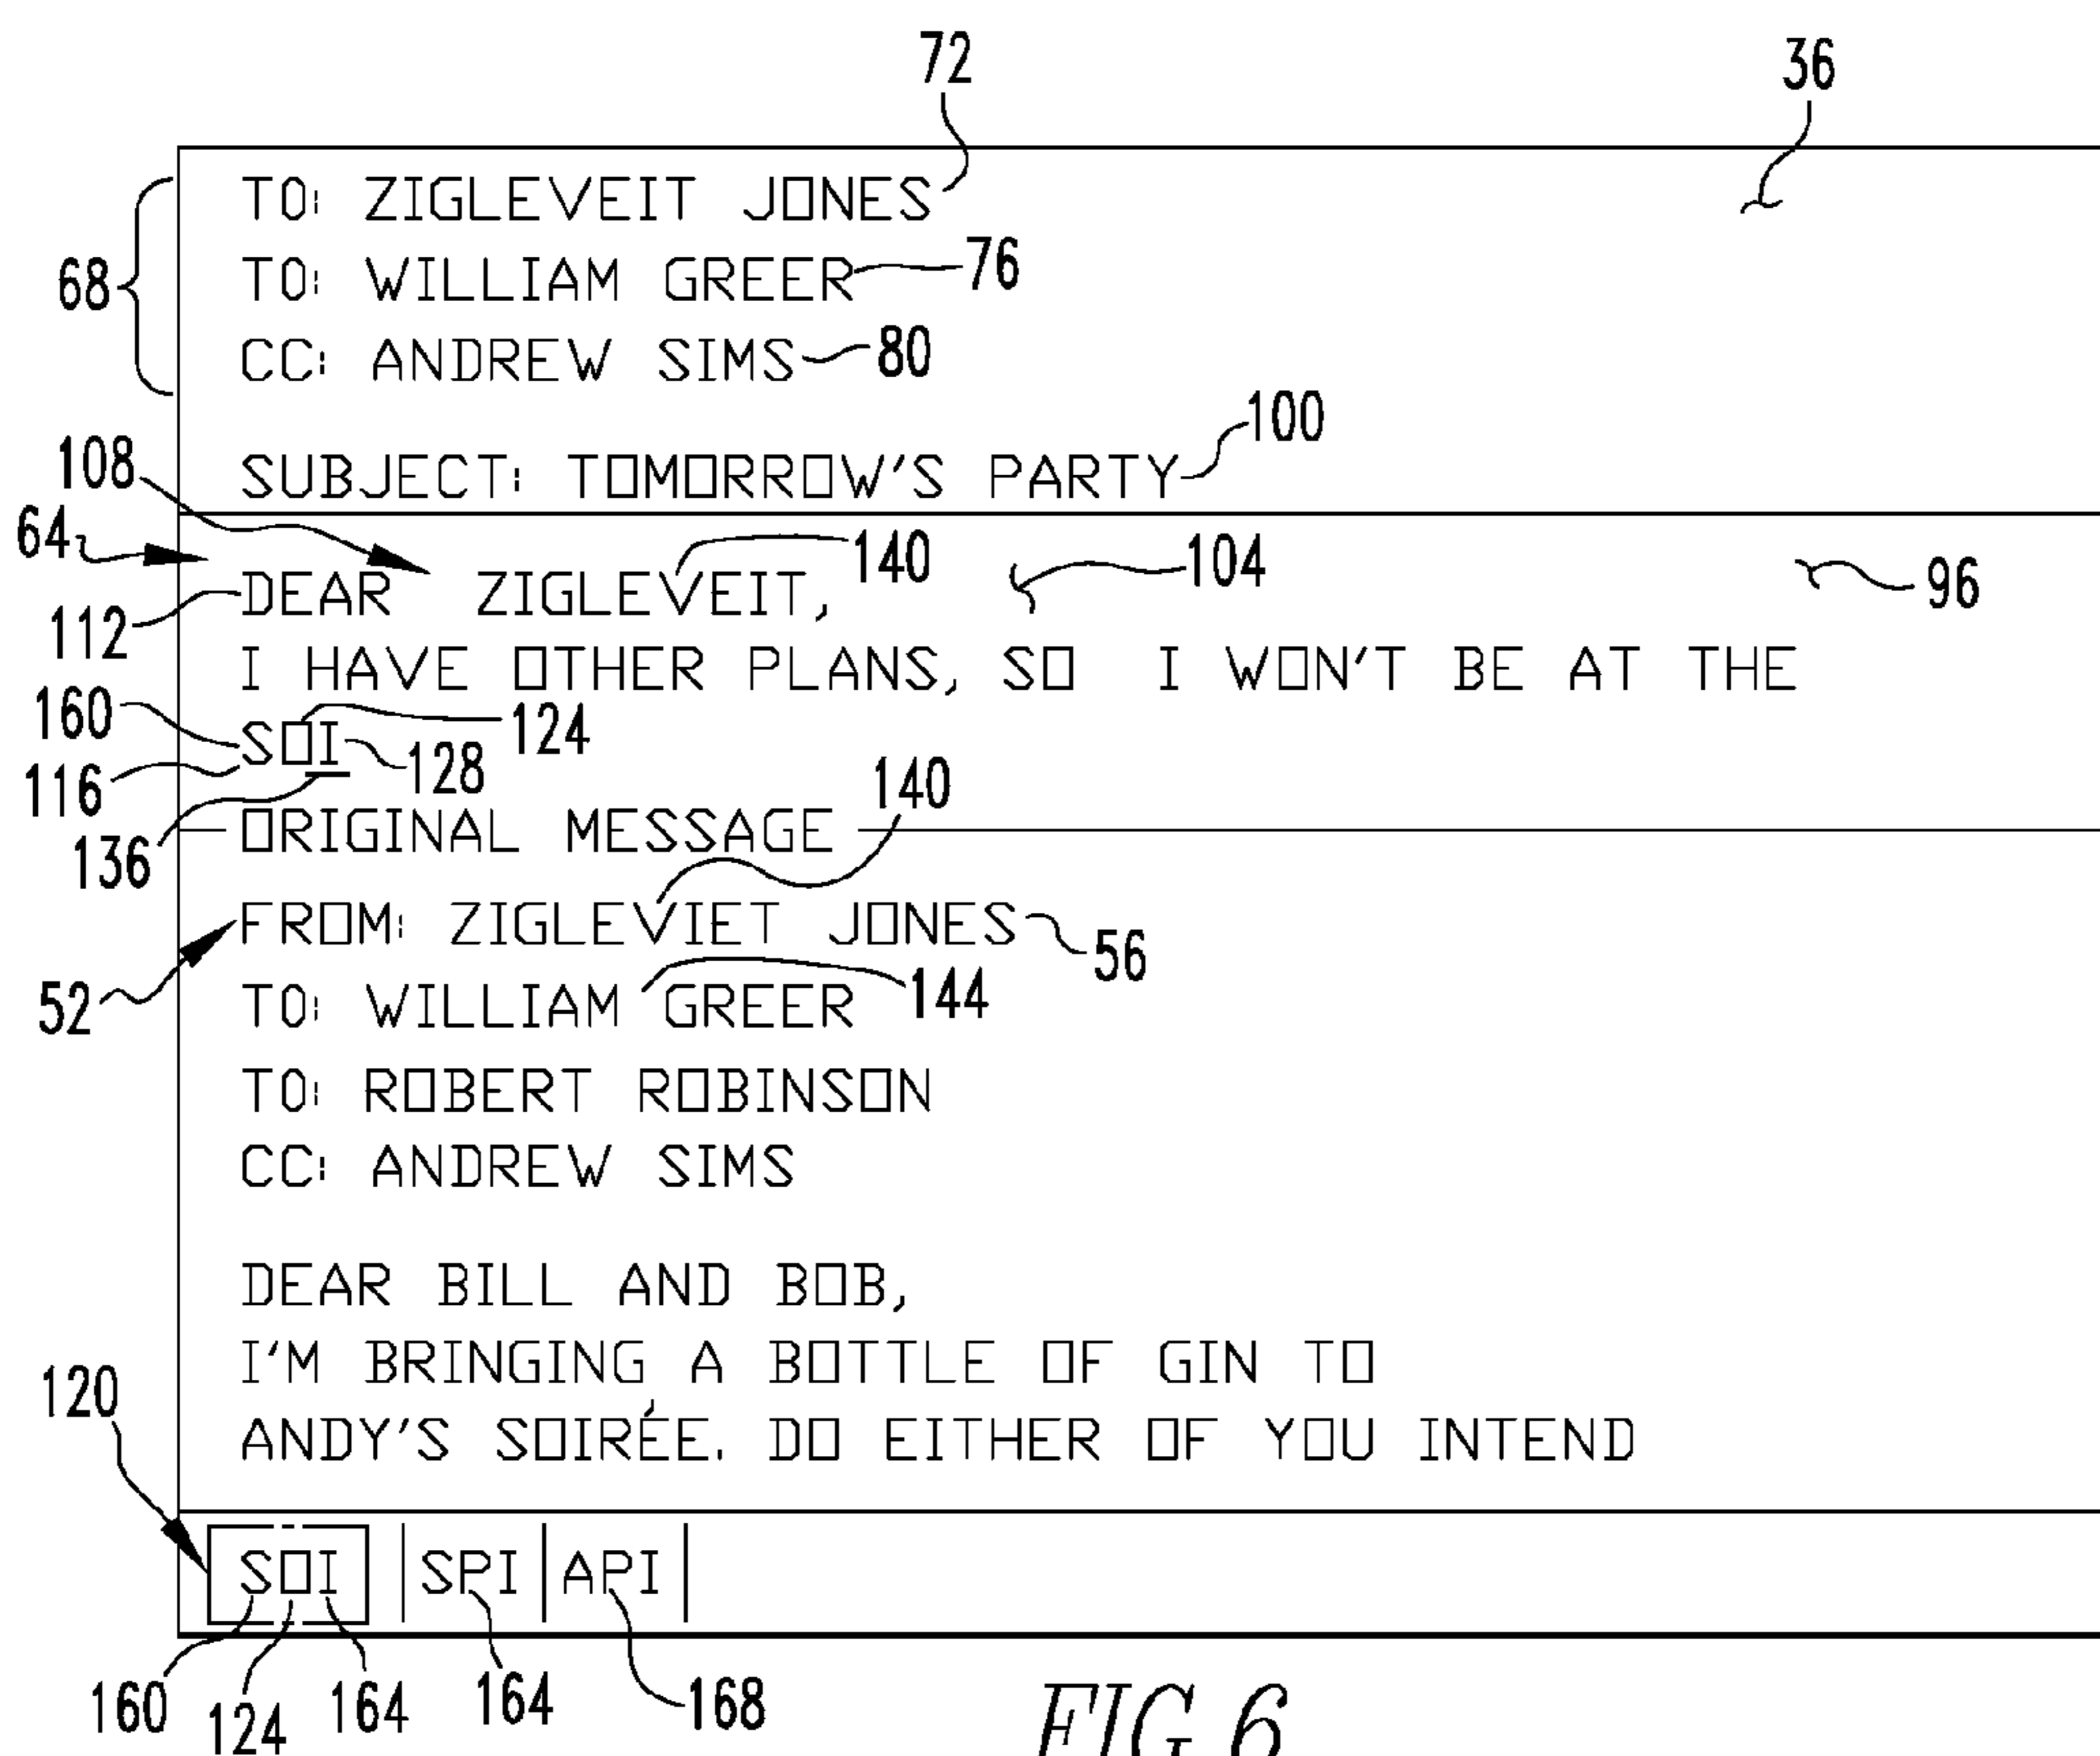 72
36
TO: ZIGLEVEIT JONES
68
TO: WILLIAM GREER 76
CC: ANDREW SIMS 80
100
108
SUBJECT: TOMORROW'S PARTY
64
140
104
96
DEAR ZIGLEVEIT,
112
I HAVE OTHER PLANS, SO I WON'T BE AT THE
160
124
SOI
128
116
140
136
ORIGINAL MESSAGE
FROM: ZIGLEVIET JONES
56
52
144
TO: WILLIAM GREER
TO: ROBERT ROBINSON
CC: ANDREW SIMS
DEAR BILL AND BOB,
I'M BRINGING A BOTTLE OF GIN TO
120
ANDY'S SOIRÉE. DO EITHER OF YOU INTEND
SOI SPI API
160 124 164 164 168
FIG.6